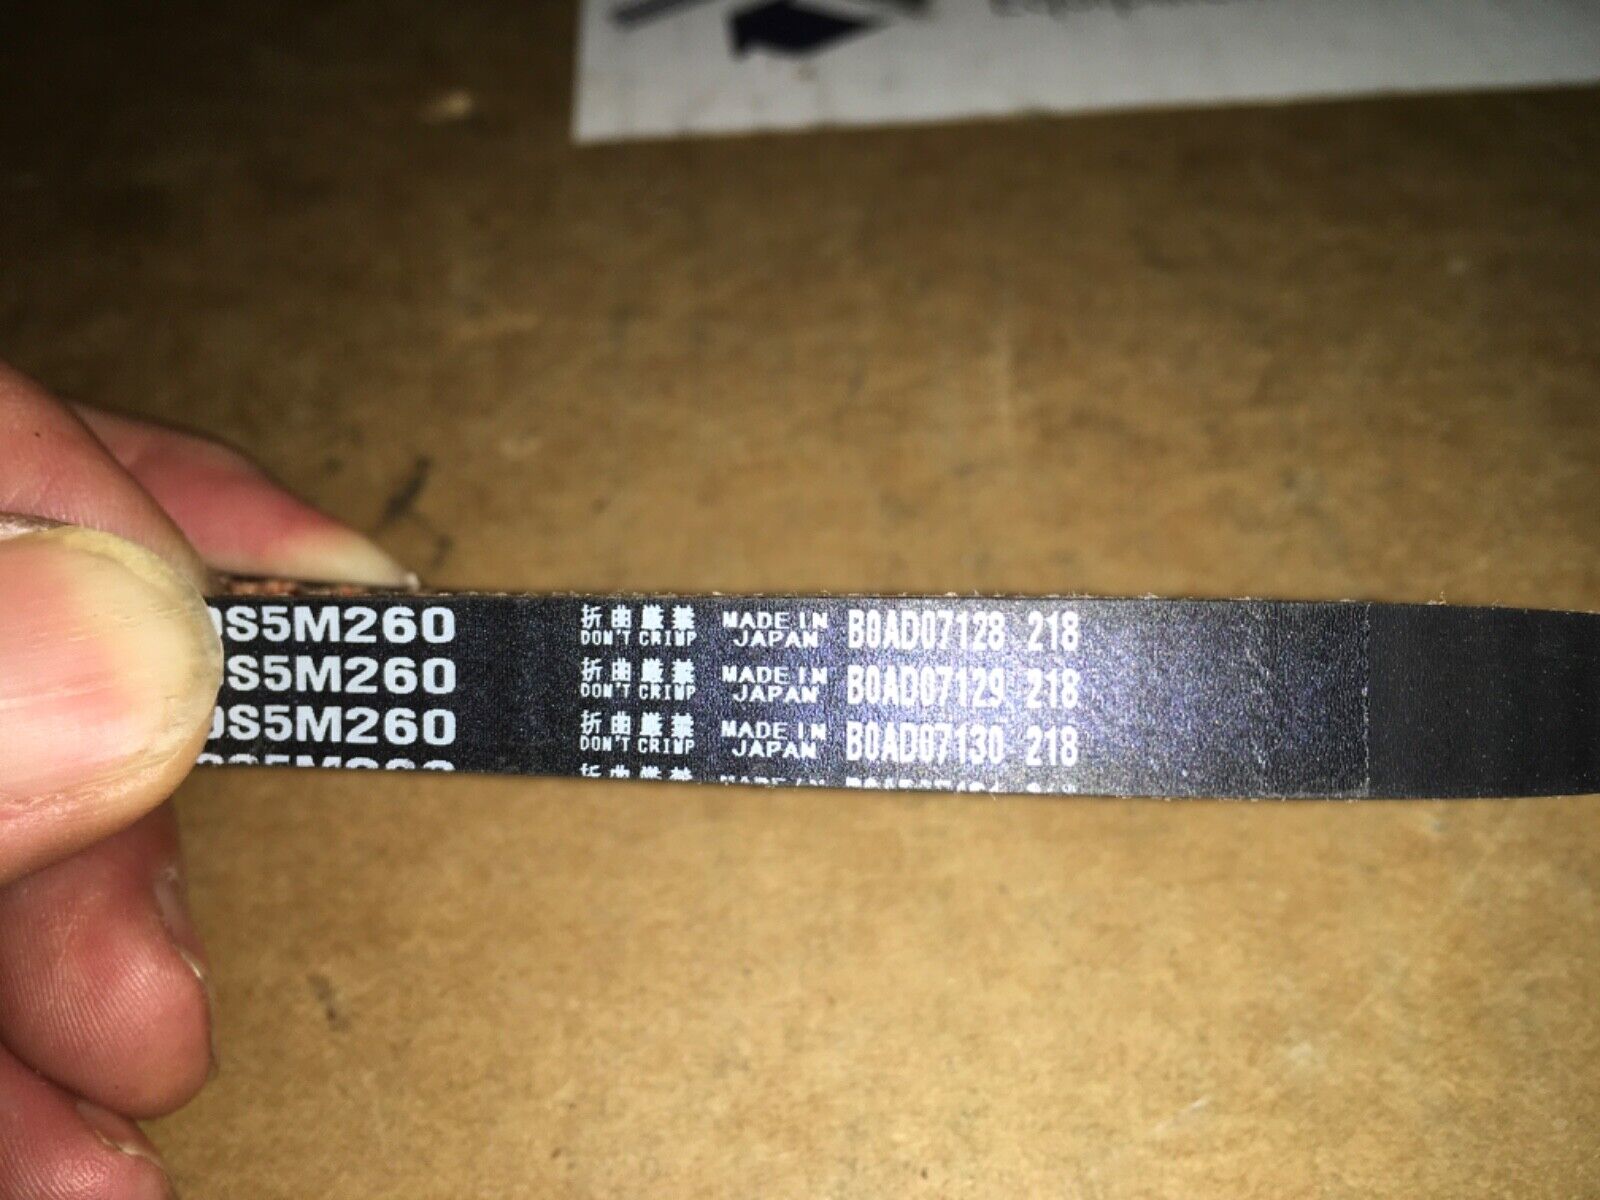 S5M260 折曲厳禁 DON'T CRIMP MADE IN JAPAN B0AD07128 218
S5M260 折曲厳禁 DON'T CRIMP MADE IN JAPAN B0AD07129 218
S5M260 折曲厳禁 DON'T CRIMP MADE IN JAPAN B0AD07130 218